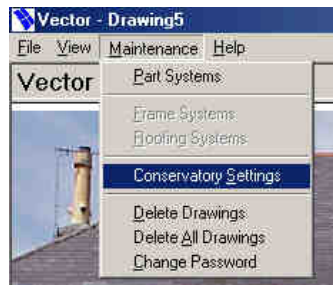 Vector - Drawing5
File View Maintenance Help
Vector
Part Systems
Frame Systems
Roofing Systems
Conservatory Settings
Delete Drawings
Delete All Drawings
Change Password